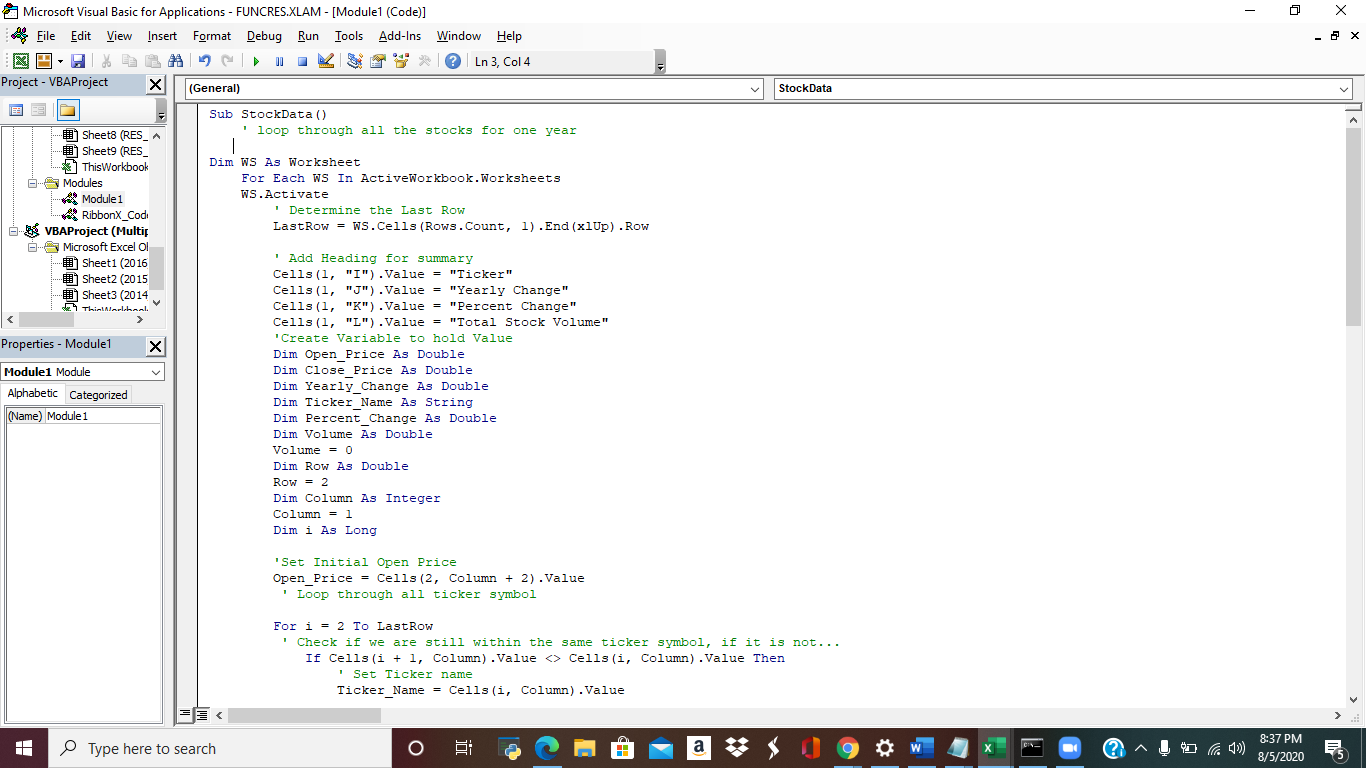 Microsoft Visual Basic for Applications - FUNCRES.XLAM - [Module1 (Code)]
File Edit View Insert Format Debug Run Tools Add-Ins Window Help
Ln 3, Col 4
Project - VBAProject
Sheet8 (RES_
Sheet9 (RES_
ThisWorkbook
Modules
Module1
RibbonX_Code
VBAProject (Multip
Microsoft Excel Ob
Sheet1 (2016
Sheet2 (2015
Sheet3 (2014
ThisWorkbook
Properties - Module1
Module1 Module
Alphabetic Categorized
(Name) Module1
(General) StockData
Sub StockData()
' loop through all the stocks for one year
Dim WS As Worksheet
For Each WS In ActiveWorkbook.Worksheets
WS.Activate
' Determine the Last Row
LastRow = WS.Cells(Rows.Count, 1).End(xlUp).Row
' Add Heading for summary
Cells(1, "I").Value = "Ticker"
Cells(1, "J").Value = "Yearly Change"
Cells(1, "K").Value = "Percent Change"
Cells(1, "L").Value = "Total Stock Volume"
'Create Variable to hold Value
Dim Open_Price As Double
Dim Close_Price As Double
Dim Yearly_Change As Double
Dim Ticker_Name As String
Dim Percent_Change As Double
Dim Volume As Double
Volume = 0
Dim Row As Double
Row = 2
Dim Column As Integer
Column = 1
Dim i As Long
'Set Initial Open Price
Open_Price = Cells(2, Column + 2).Value
' Loop through all ticker symbol
For i = 2 To LastRow
' Check if we are still within the same ticker symbol, if it is not...
If Cells(i + 1, Column).Value <> Cells(i, Column).Value Then
' Set Ticker name
Ticker_Name = Cells(i, Column).Value
Type here to search
8:37 PM
8/5/2020
5